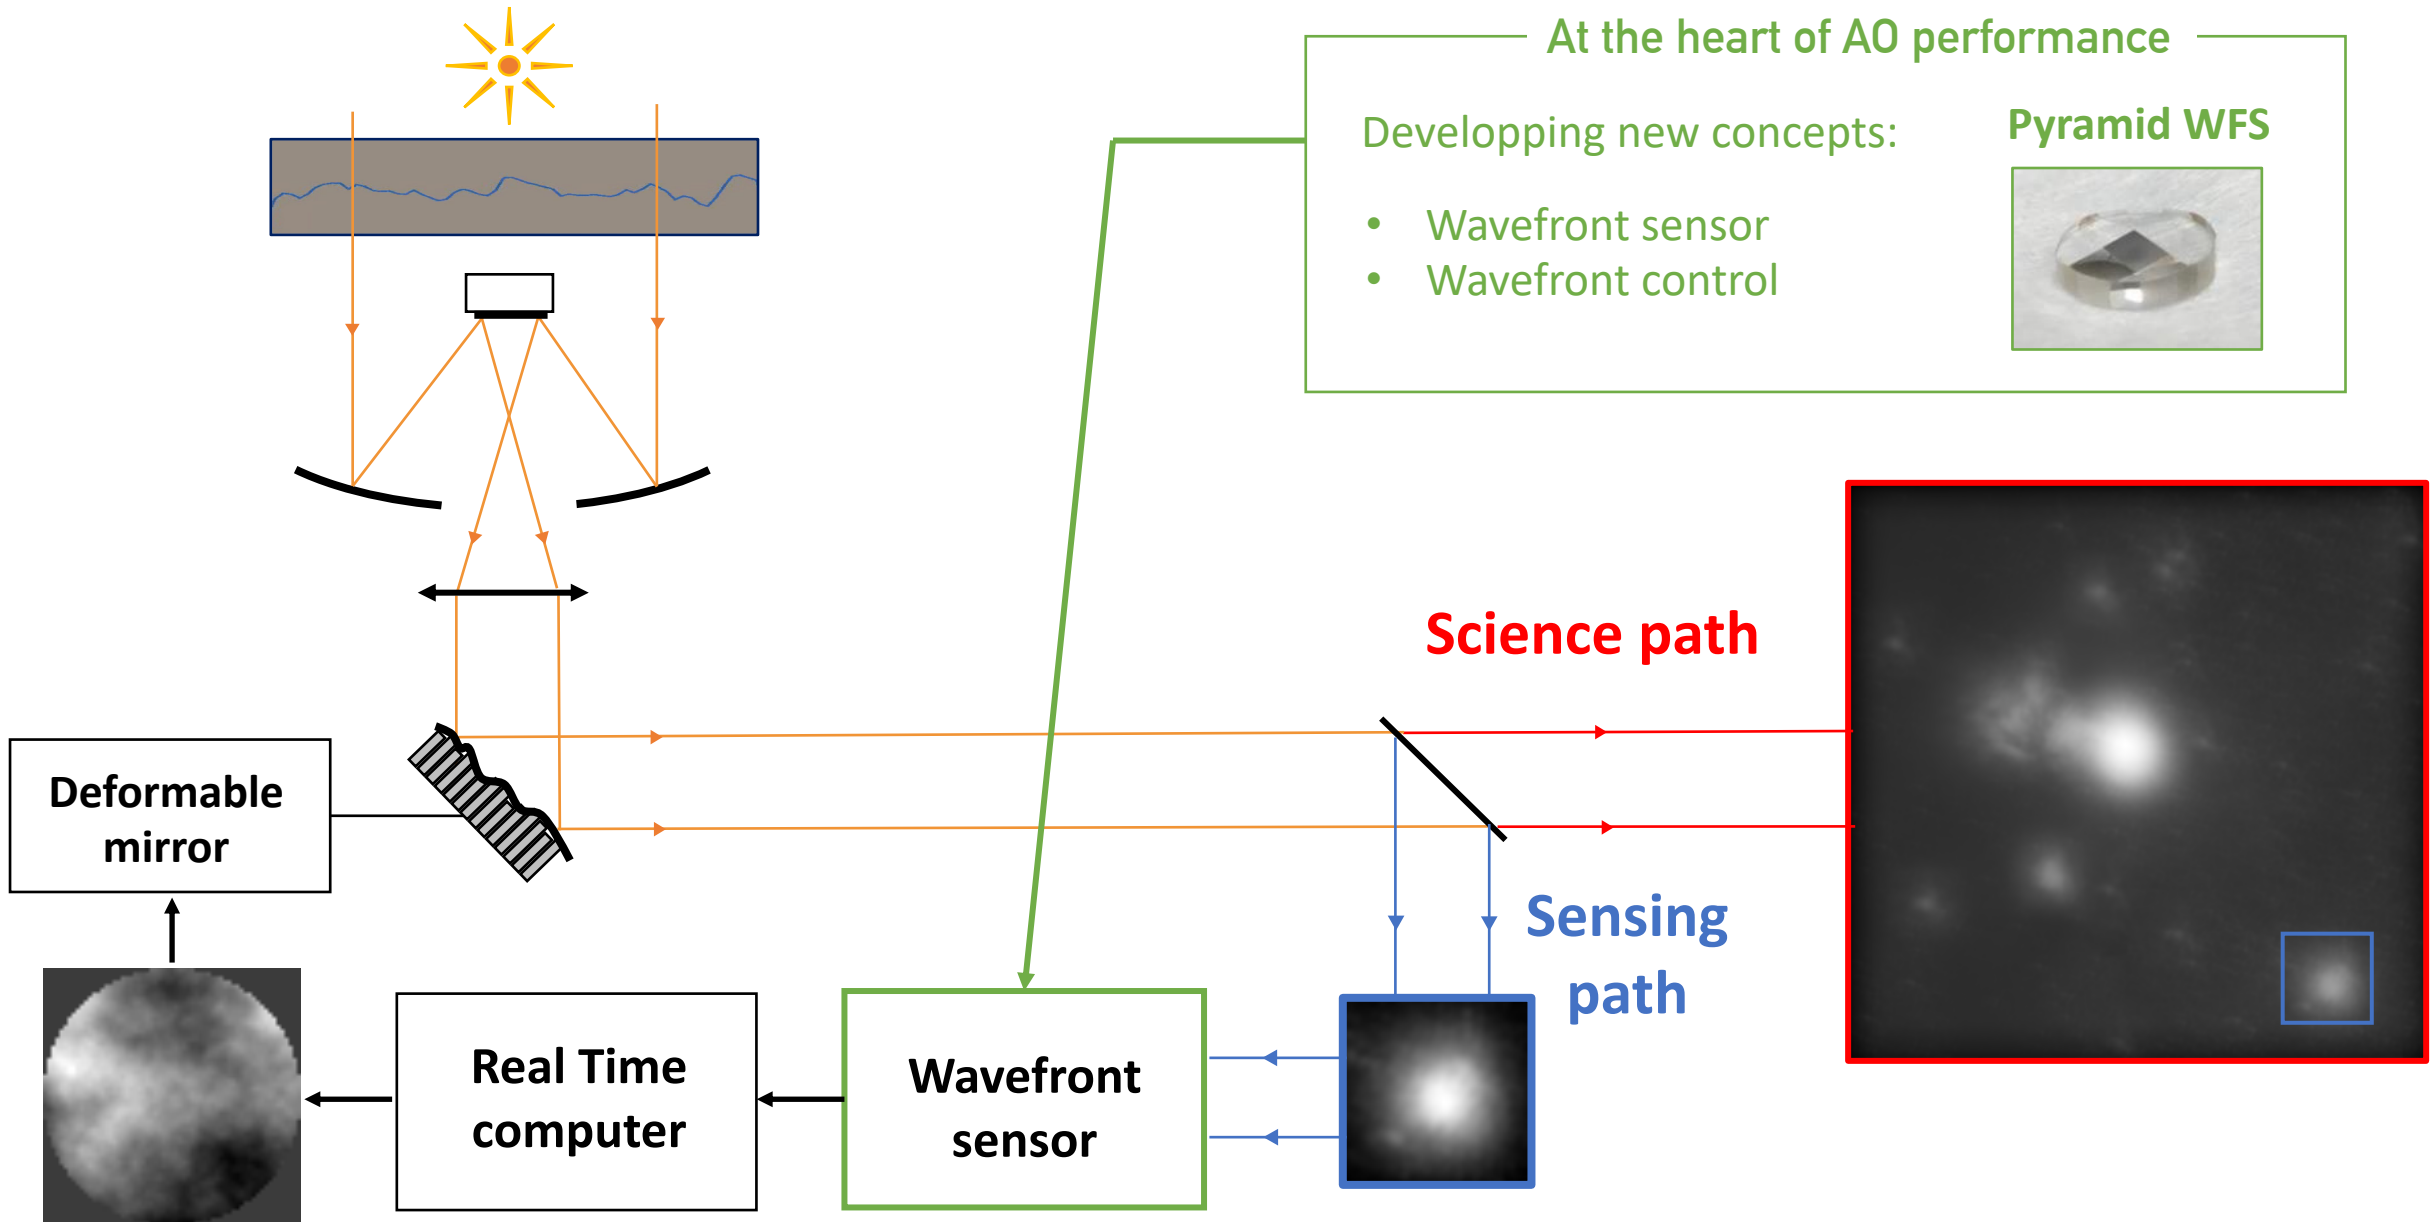 At the heart of AO performance
Developping new concepts:
Pyramid WFS
• Wavefront sensor
• Wavefront control
Science path
Deformable
mirror
Sensing
path
Real Time
computer
Wavefront
sensor